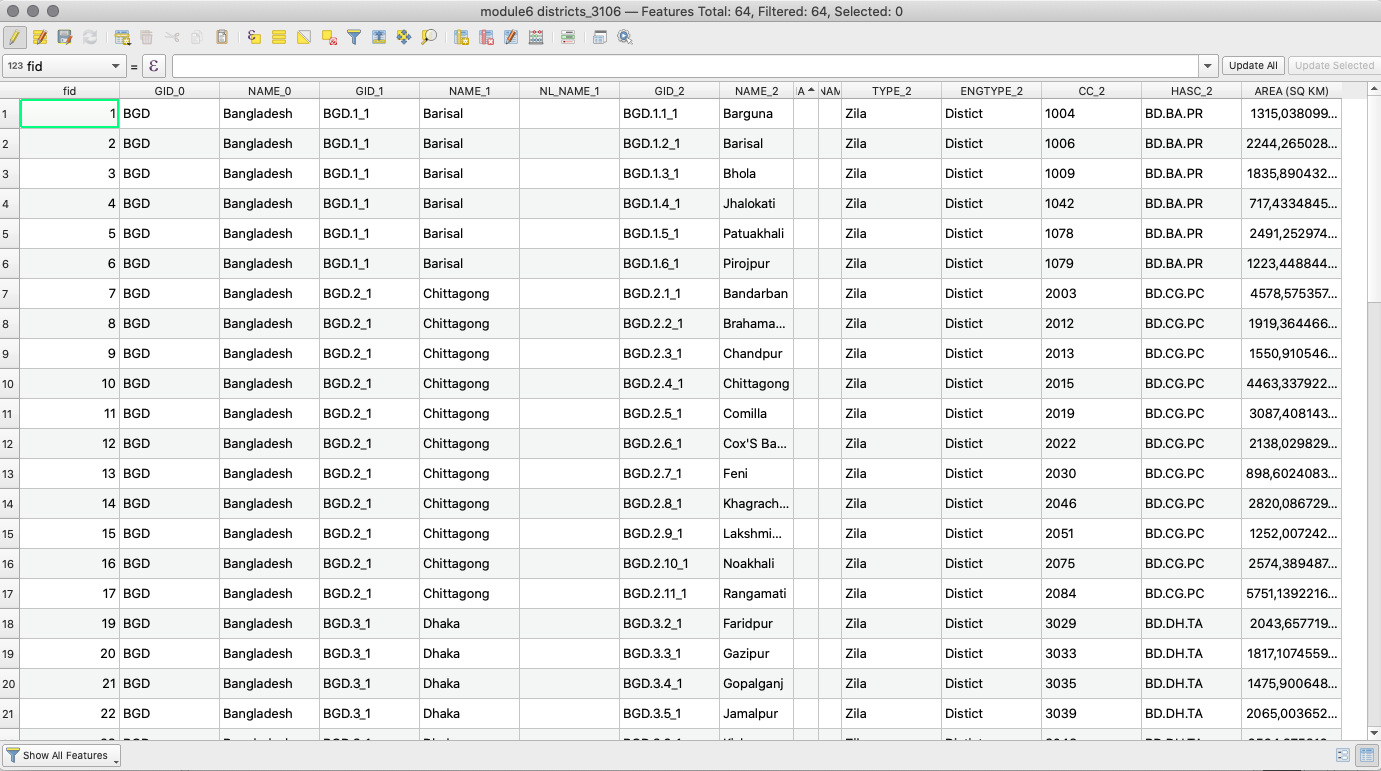 module6 districts_3106 — Features Total: 64, Filtered: 64, Selected: 0
123 fid = ε Update All Update Selected
fid GID_0 NAME_0 GID_1 NAME_1 NL_NAME_1 GID_2 NAME_2 TYPE_2 ENGTYPE_2 CC_2 HASC_2 AREA (SQ KM)
1 1 BGD Bangladesh BGD.1_1 Barisal BGD.1.1_1 Barguna Zila Distict 1004 BD.BA.PR 1315,038099...
2 2 BGD Bangladesh BGD.1_1 Barisal BGD.1.2_1 Barisal Zila Distict 1006 BD.BA.PR 2244,265028...
3 3 BGD Bangladesh BGD.1_1 Barisal BGD.1.3_1 Bhola Zila Distict 1009 BD.BA.PR 1835,890432...
4 4 BGD Bangladesh BGD.1_1 Barisal BGD.1.4_1 Jhalokati Zila Distict 1042 BD.BA.PR 717,4334845...
5 5 BGD Bangladesh BGD.1_1 Barisal BGD.1.5_1 Patuakhali Zila Distict 1078 BD.BA.PR 2491,252974...
6 6 BGD Bangladesh BGD.1_1 Barisal BGD.1.6_1 Pirojpur Zila Distict 1079 BD.BA.PR 1223,448844...
7 7 BGD Bangladesh BGD.2_1 Chittagong BGD.2.1_1 Bandarban Zila Distict 2003 BD.CG.PC 4578,575357...
8 8 BGD Bangladesh BGD.2_1 Chittagong BGD.2.2_1 Brahama... Zila Distict 2012 BD.CG.PC 1919,364466...
9 9 BGD Bangladesh BGD.2_1 Chittagong BGD.2.3_1 Chandpur Zila Distict 2013 BD.CG.PC 1550,910546...
10 10 BGD Bangladesh BGD.2_1 Chittagong BGD.2.4_1 Chittagong Zila Distict 2015 BD.CG.PC 4463,337922...
11 11 BGD Bangladesh BGD.2_1 Chittagong BGD.2.5_1 Comilla Zila Distict 2019 BD.CG.PC 3087,408143...
12 12 BGD Bangladesh BGD.2_1 Chittagong BGD.2.6_1 Cox'S Ba... Zila Distict 2022 BD.CG.PC 2138,029829...
13 13 BGD Bangladesh BGD.2_1 Chittagong BGD.2.7_1 Feni Zila Distict 2030 BD.CG.PC 898,6024083...
14 14 BGD Bangladesh BGD.2_1 Chittagong BGD.2.8_1 Khagrach... Zila Distict 2046 BD.CG.PC 2820,086729...
15 15 BGD Bangladesh BGD.2_1 Chittagong BGD.2.9_1 Lakshmi... Zila Distict 2051 BD.CG.PC 1252,007242...
16 16 BGD Bangladesh BGD.2_1 Chittagong BGD.2.10_1 Noakhali Zila Distict 2075 BD.CG.PC 2574,389487...
17 17 BGD Bangladesh BGD.2_1 Chittagong BGD.2.11_1 Rangamati Zila Distict 2084 BD.CG.PC 5751,1392216...
18 19 BGD Bangladesh BGD.3_1 Dhaka BGD.3.2_1 Faridpur Zila Distict 3029 BD.DH.TA 2043,657719...
19 20 BGD Bangladesh BGD.3_1 Dhaka BGD.3.3_1 Gazipur Zila Distict 3033 BD.DH.TA 1817,1074559...
20 21 BGD Bangladesh BGD.3_1 Dhaka BGD.3.4_1 Gopalganj Zila Distict 3035 BD.DH.TA 1475,900648...
21 22 BGD Bangladesh BGD.3_1 Dhaka BGD.3.5_1 Jamalpur Zila Distict 3039 BD.DH.TA 2065,003652...
Show All Features